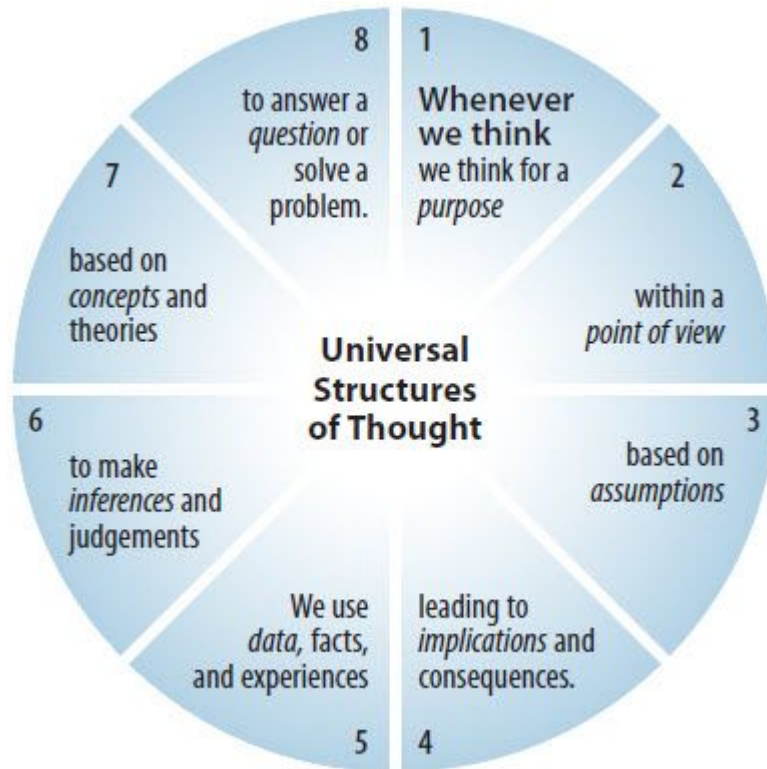 1
Whenever
we think
we think for a
purpose
2
within a
point of view
3
based on
assumptions
4
leading to
implications and
consequences.
5
We use
data, facts,
and experiences
6
to make
inferences and
judgements
7
based on
concepts and
theories
8
to answer a
question or
solve a
problem.
Universal
Structures
of Thought